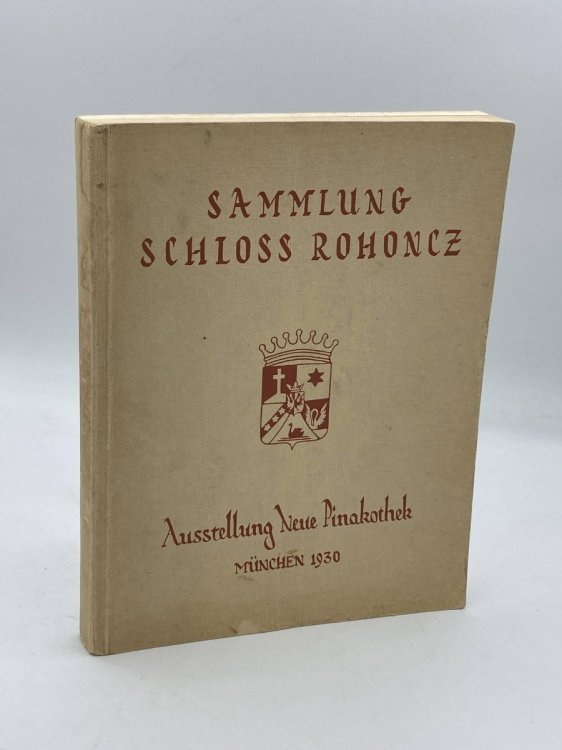 SAMMLUNG
SCHLOSS ROHONCZ
Ausstellung Neue Pinakothek
MÜNCHEN 1930